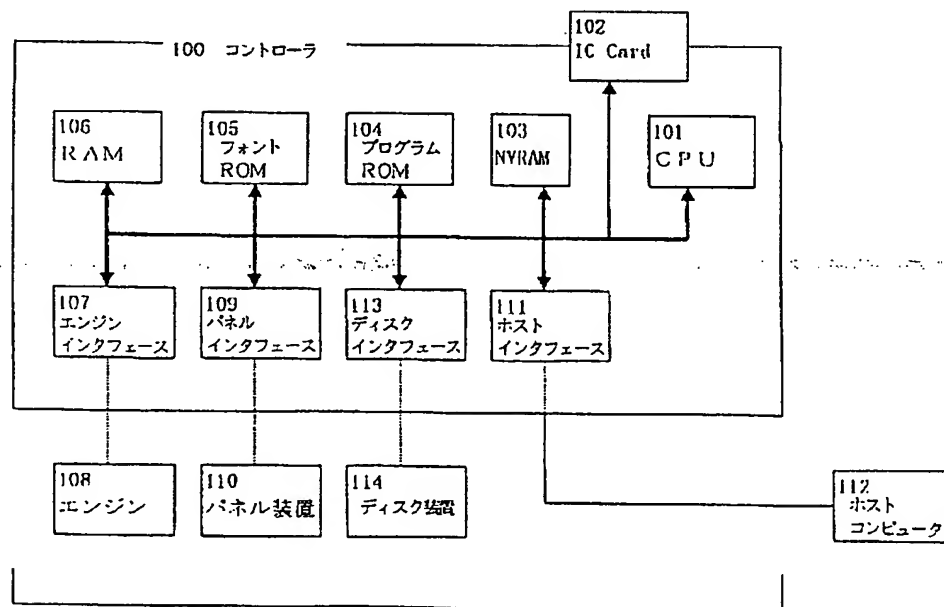 102
IC Card
100 コントローラ
106
RAM
105
フォント
ROM
104
プログラム
ROM
103
NVRAM
101
CPU
107
エンジン
インタフェース
109
パネル
インタフェース
113
ディスク
インタフェース
111
ホスト
インタフェース
108
エンジン
110
パネル装置
114
ディスク装置
112
ホスト
コンピュータ